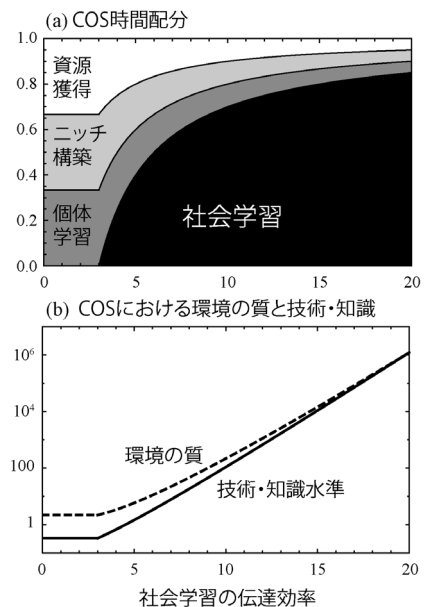 (a) COS時間配分
1.0
資源
獲得
0.8
0.6
ニッチ
構築
0.4
個体
学習
社会学習
0.2
0.0
0 5 10 15 20
(b) COSにおける環境の質と技術・知識
10⁶
10⁴
環境の質
100
技術・知識水準
1
0 5 10 15 20
社会学習の伝達効率